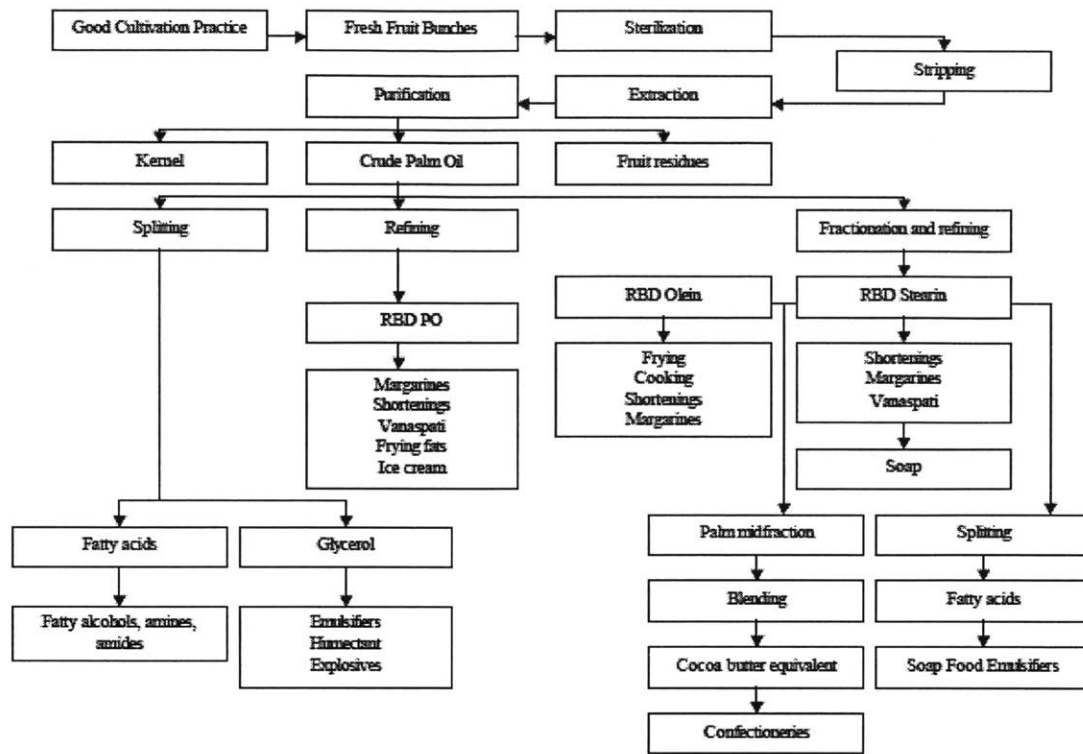 Good Cultivation Practice
Fresh Fruit Bunches
Sterilization
Stripping
Purification
Extraction
Kernel
Crude Palm Oil
Fruit residues
Splitting
Refining
Fractionation and refining
RBD Olein
RBD Stearin
RBD PO
Frying
Cooking
Shortenings
Margarines
Shortenings
Margarines
Vanaspati
Margarines
Shortenings
Vanaspati
Frying fats
Ice cream
Soap
Fatty acids
Glycerol
Palm midfraction
Splitting
Fatty alcohols, amines,
amides
Emulsifiers
Humectant
Explosives
Blending
Fatty acids
Cocoa butter equivalent
Soap Food Emulsifiers
Confectioneries